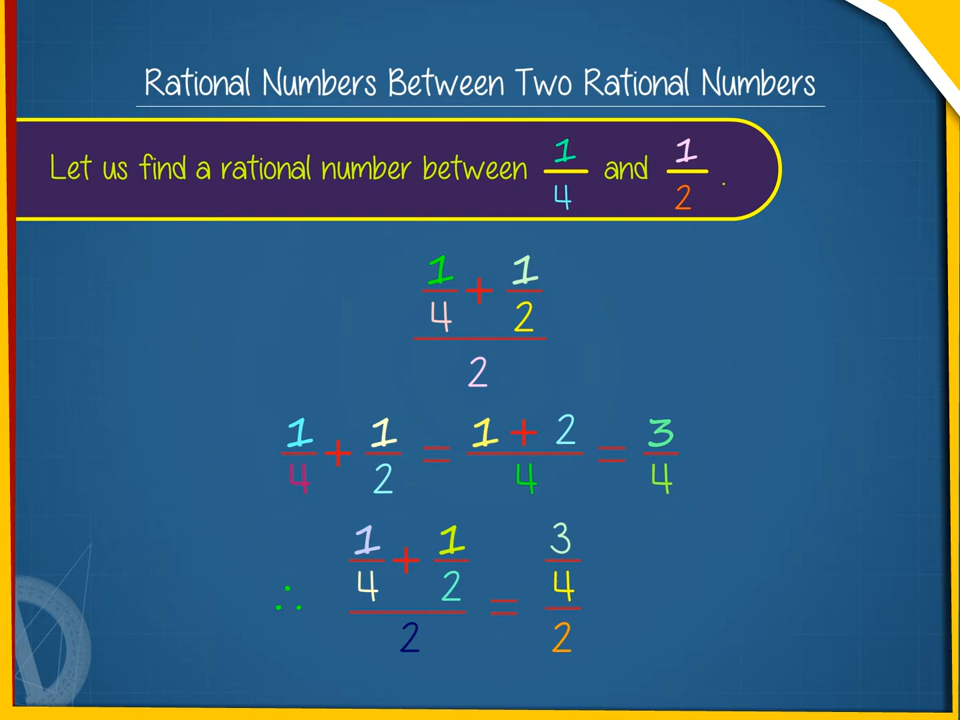 Rational Numbers Between Two Rational Numbers
Let us find a rational number between 1/4 and 1/2 .
(1/4 + 1/2)/2
1/4 + 1/2 = (1 + 2)/4 = 3/4
∴ (1/4 + 1/2)/2 = (3/4)/2